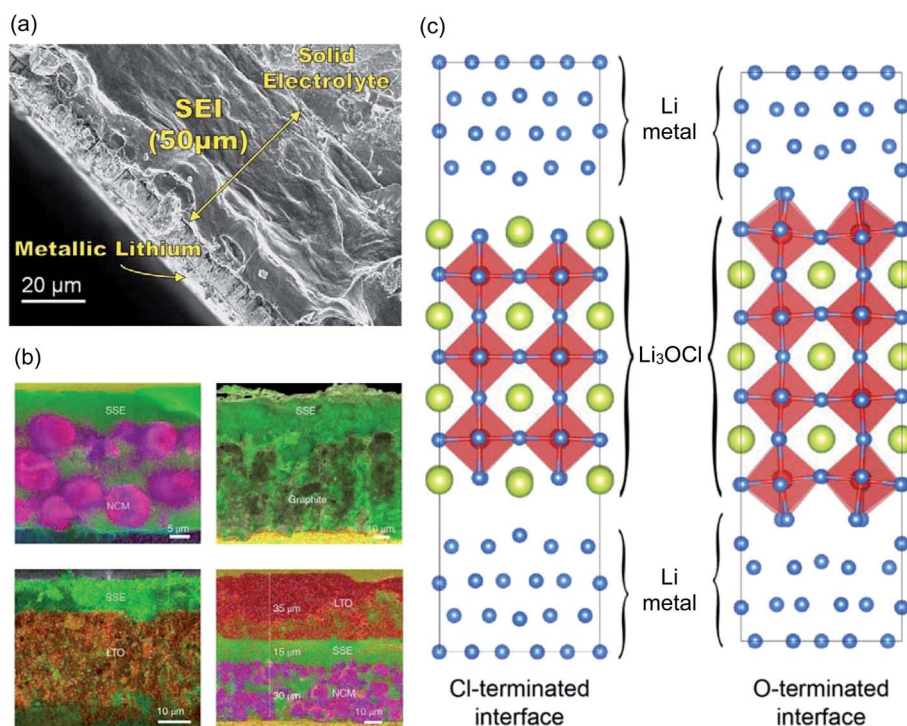 (a)
Solid
Electrolyte
SEI
(50µm)
Metallic Lithium
20 µm
(b)
SSE
NCM
5 µm
SSE
Graphite
10 µm
SSE
LTO
10 µm
35 µm
LTO
15 µm
SSE
30 µm
NCM
10 µm
(c)
Li
metal
Li₃OCl
Li
metal
Cl-terminated
interface
O-terminated
interface